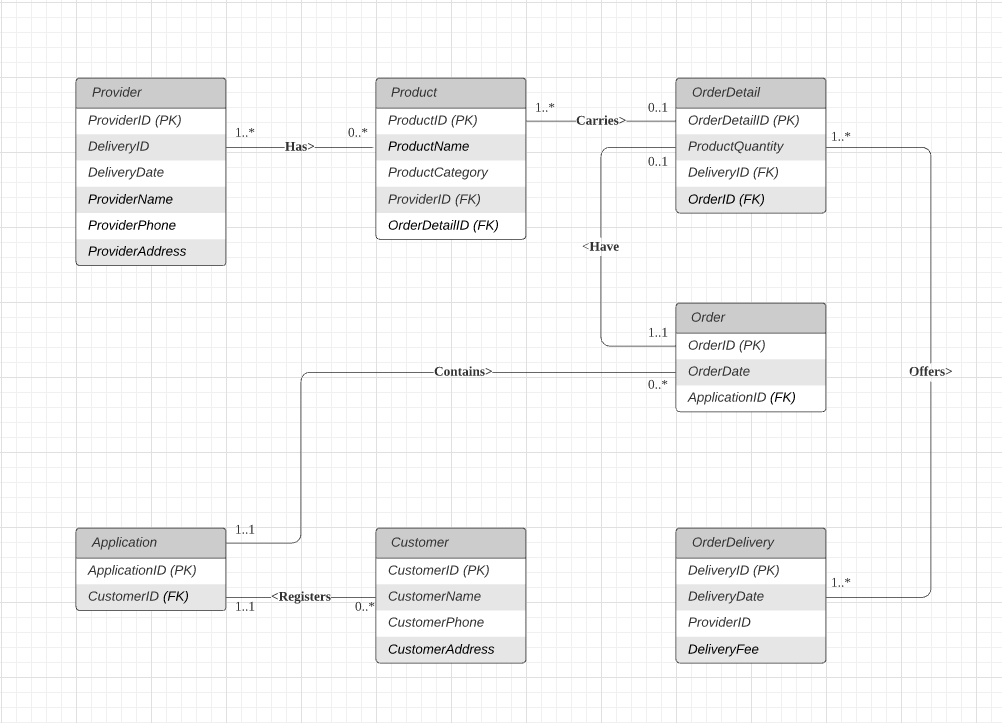 Provider
ProviderID (PK)
DeliveryID
DeliveryDate
ProviderName
ProviderPhone
ProviderAddress
1..*
Has>
0..*
Product
ProductID (PK)
ProductName
ProductCategory
ProviderID (FK)
OrderDetailID (FK)
1..*
Carries>
0..1
OrderDetail
OrderDetailID (PK)
ProductQuantity
DeliveryID (FK)
OrderID (FK)
1..*
0..1
<Have
1..1
Order
OrderID (PK)
OrderDate
ApplicationID (FK)
Contains>
0..*
Offers>
1..1
Application
ApplicationID (PK)
CustomerID (FK)
1..1
<Registers
0..*
Customer
CustomerID (PK)
CustomerName
CustomerPhone
CustomerAddress
OrderDelivery
DeliveryID (PK)
DeliveryDate
ProviderID
DeliveryFee
1..*